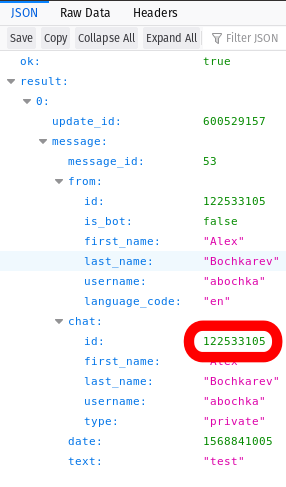 JSON Raw Data Headers
Save Copy Collapse All Expand All Filter JSON
ok: true
result:
0:
update_id: 600529157
message:
message_id: 53
from:
id: 122533105
is_bot: false
first_name: "Alex"
last_name: "Bochkarev"
username: "abochka"
language_code: "en"
chat:
id: 122533105
first_name: "Alex"
last_name: "Bochkarev"
username: "abochka"
type: "private"
date: 1568841005
text: "test"